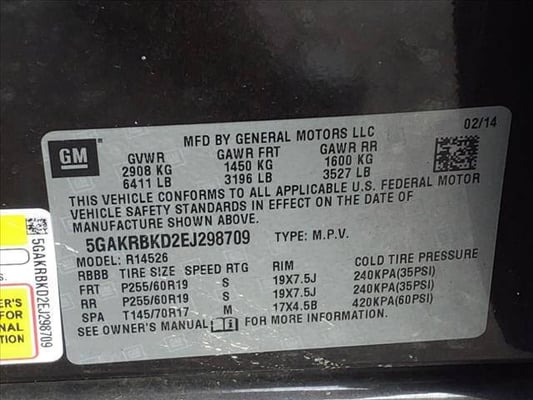 GM
MFD BY GENERAL MOTORS LLC
02/14
GVWR GAWR FRT GAWR RR
2908 KG 1450 KG 1600 KG
6411 LB 3196 LB 3527 LB
THIS VEHICLE CONFORMS TO ALL APPLICABLE U.S. FEDERAL MOTOR
VEHICLE SAFETY STANDARDS IN EFFECT ON THE DATE OF
MANUFACTURE SHOWN ABOVE.
5GAKRBKD2EJ298709 TYPE: M.P.V.
MODEL: R14526
RBBB TIRE SIZE SPEED RTG RIM COLD TIRE PRESSURE
FRT P255/60R19 S 19X7.5J 240KPA(35PSI)
RR P255/60R19 S 19X7.5J 240KPA(35PSI)
SPA T145/70R17 M 17X4.5B 420KPA(60PSI)
SEE OWNER'S MANUAL FOR MORE INFORMATION.
5GAKRBKD2EJ298709
ER'S
FOR
NAL
TION